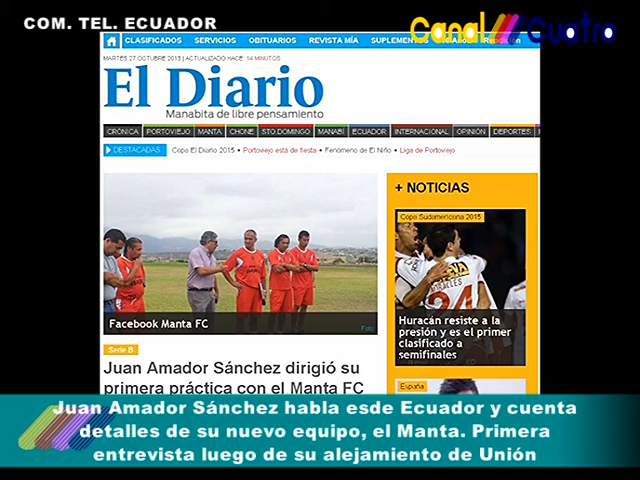 COM. TEL. ECUADOR
Canal Cuatro
CLASIFICADOS SERVICIOS OBITUARIOS REVISTA MÍA SUPLEMENTOS
MARTES 27 OCTUBRE 2015 | ACTUALIZADO HACE: 14 MINUTOS
El Diario
Manabita de libre pensamiento
CRÓNICA PORTOVIEJO MANTA CHONE STO.DOMINGO MANABÍ ECUADOR INTERNACIONAL OPINIÓN DEPORTES
DESTACADAS Copa El Diario 2015 • Portoviejo está de fiesta • Fenómeno de El Niño • Liga de Portoviejo
Facebook Manta FC
Foto:
Serie B
Juan Amador Sánchez dirigió su
primera práctica con el Manta FC
+ NOTICIAS
Copa Sudamericana 2015
24
Huracán resiste a la
presión y es el primer
clasificado a
semifinales
España
Juan Amador Sánchez habla esde Ecuador y cuenta
detalles de su nuevo equipo, el Manta. Primera
entrevista luego de su alejamiento de Unión